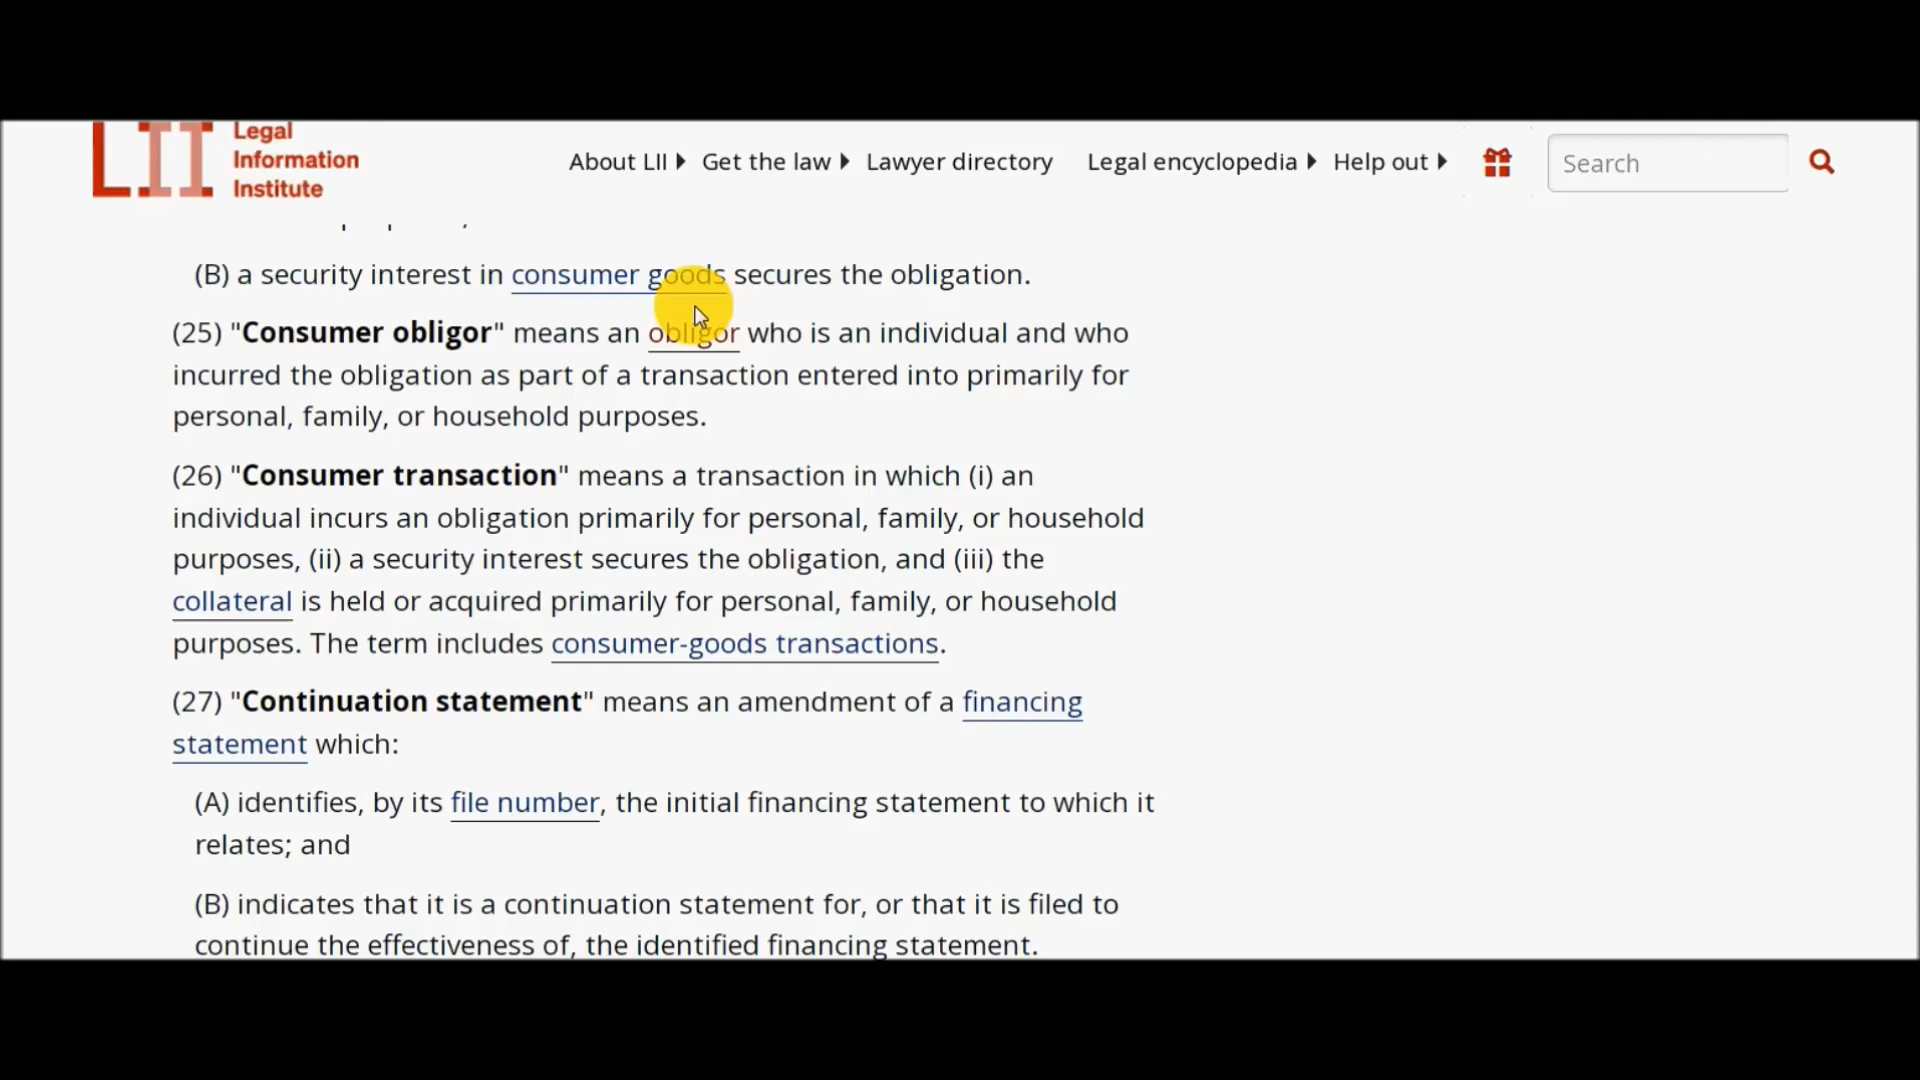 Legal
Information
Institute
About LII Get the law Lawyer directory Legal encyclopedia Help out Search
(B) a security interest in consumer goods secures the obligation.
(25) "Consumer obligor" means an obligor who is an individual and who
incurred the obligation as part of a transaction entered into primarily for
personal, family, or household purposes.
(26) "Consumer transaction" means a transaction in which (i) an
individual incurs an obligation primarily for personal, family, or household
purposes, (ii) a security interest secures the obligation, and (iii) the
collateral is held or acquired primarily for personal, family, or household
purposes. The term includes consumer-goods transactions.
(27) "Continuation statement" means an amendment of a financing
statement which:
(A) identifies, by its file number, the initial financing statement to which it
relates; and
(B) indicates that it is a continuation statement for, or that it is filed to
continue the effectiveness of, the identified financing statement.